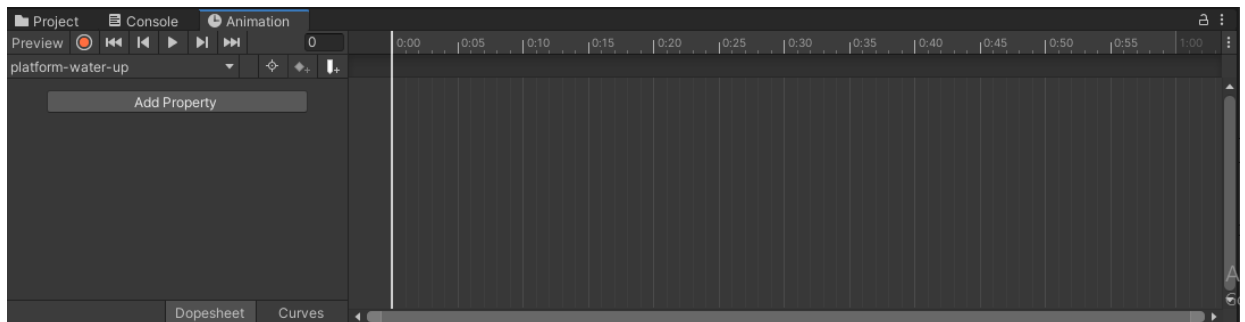 Project Console Animation
Preview 0 0:00 0:05 0:10 0:15 0:20 0:25 0:30 0:35 0:40 0:45 0:50 0:55 1:00
platform-water-up
Add Property
A
Dopesheet Curves